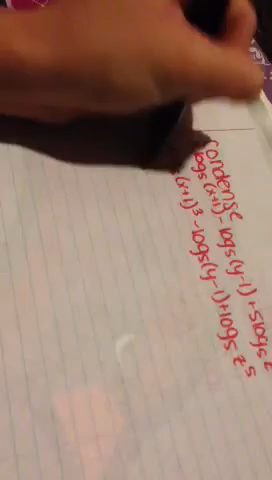 condense
log5 (x+1) - log5 (y-1) + 5log5 z
(x+1)³ - log5 (y-1) + log5 z⁵